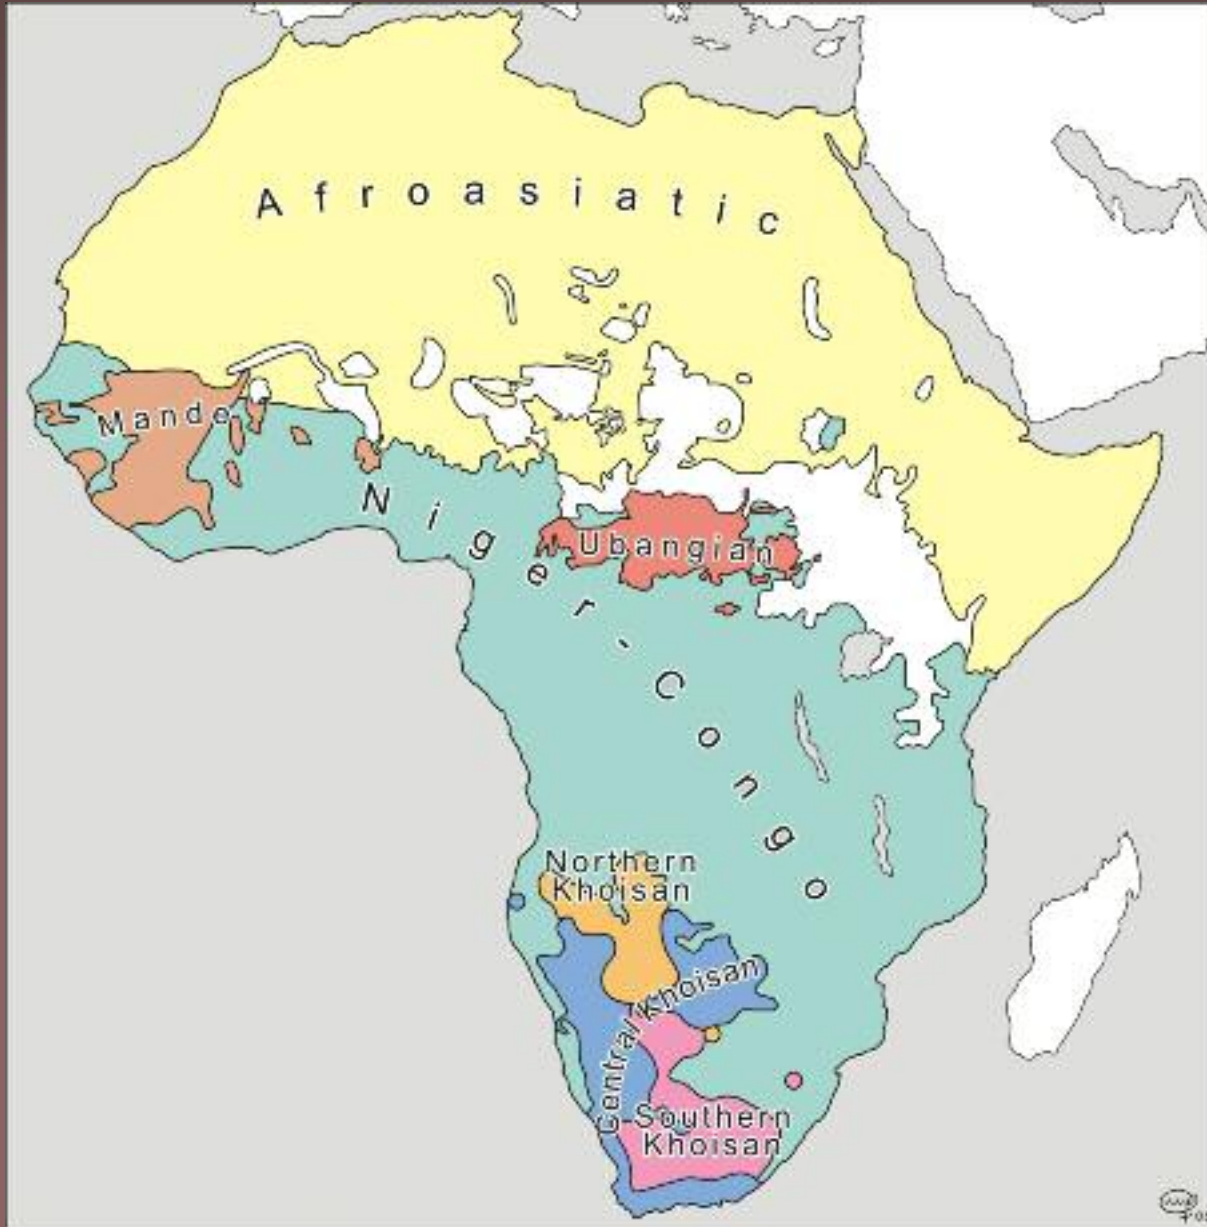 Afroasiatic
Mande
Niger-Congo
Ubangian
Northern
Khoisan
Central Khoisan
Southern
Khoisan